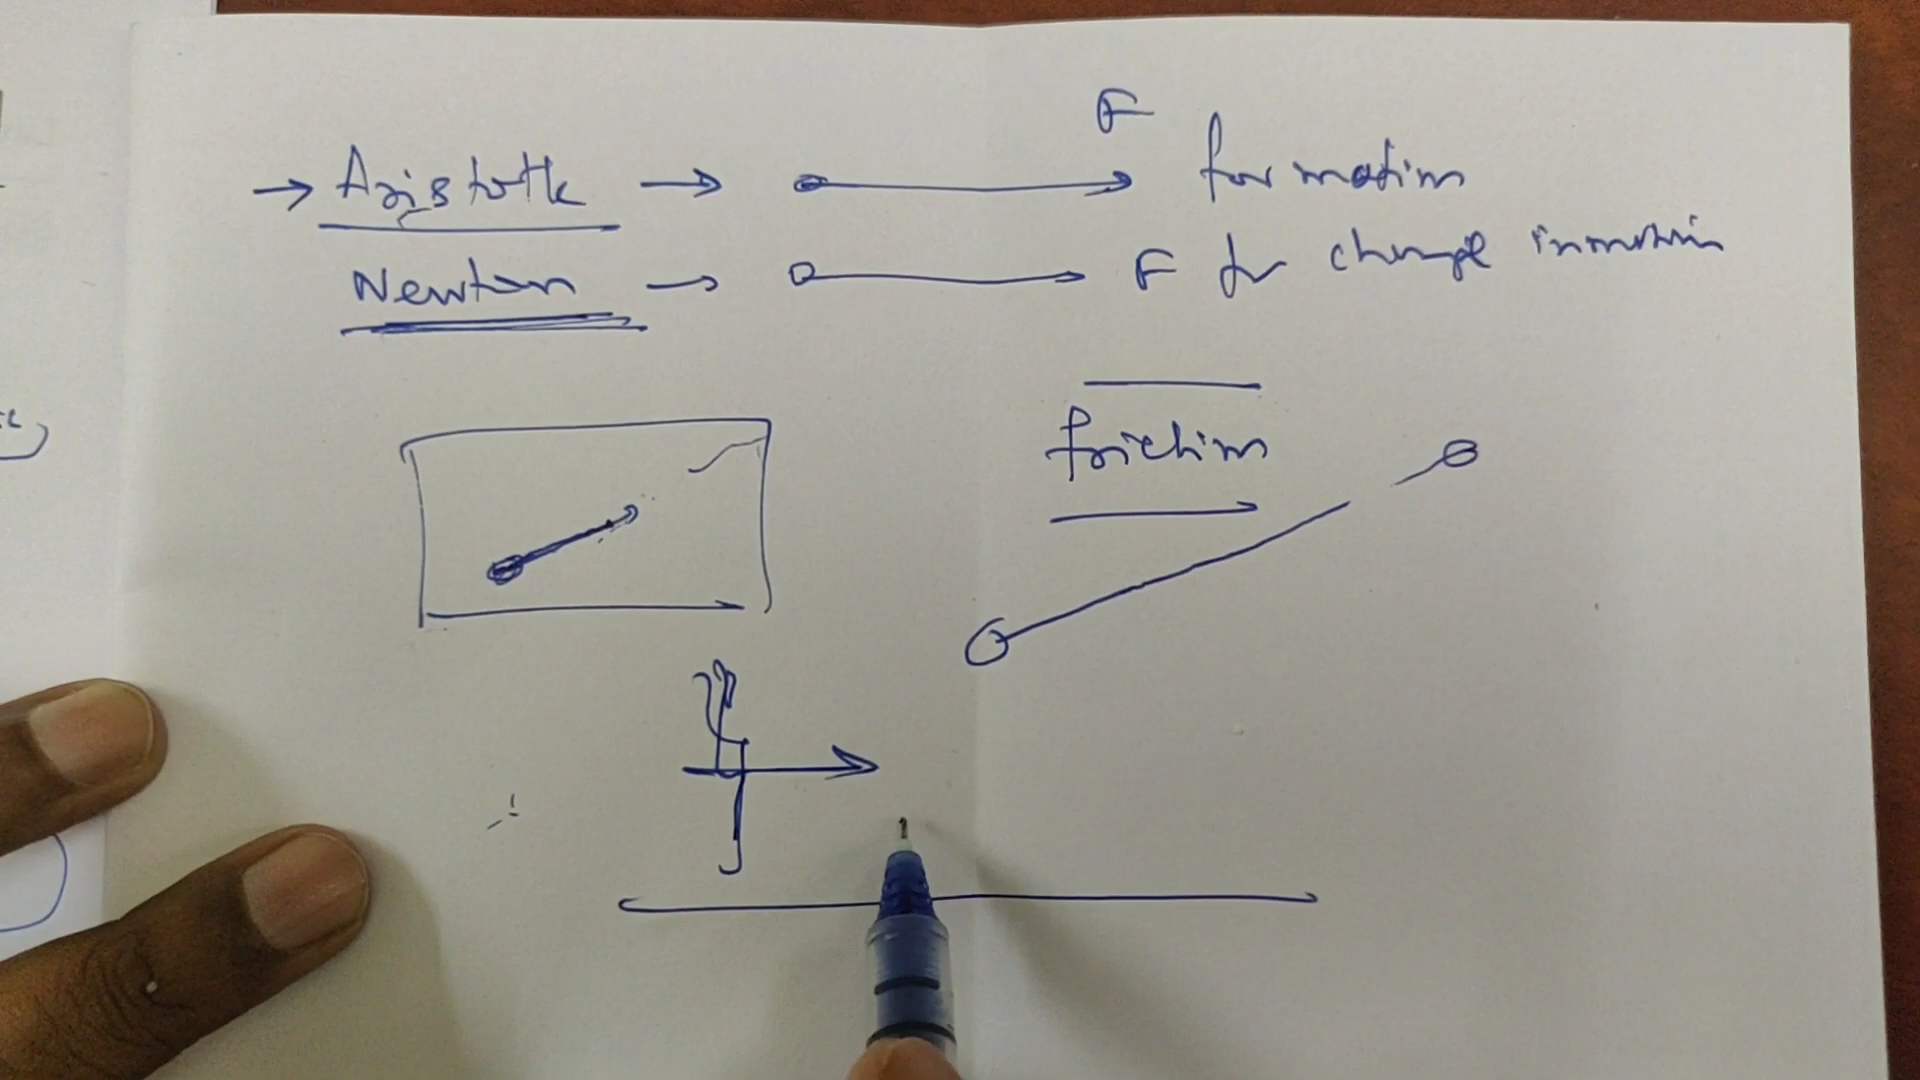 → Aristotle → F for motion
Newton → F for change in motion
friction